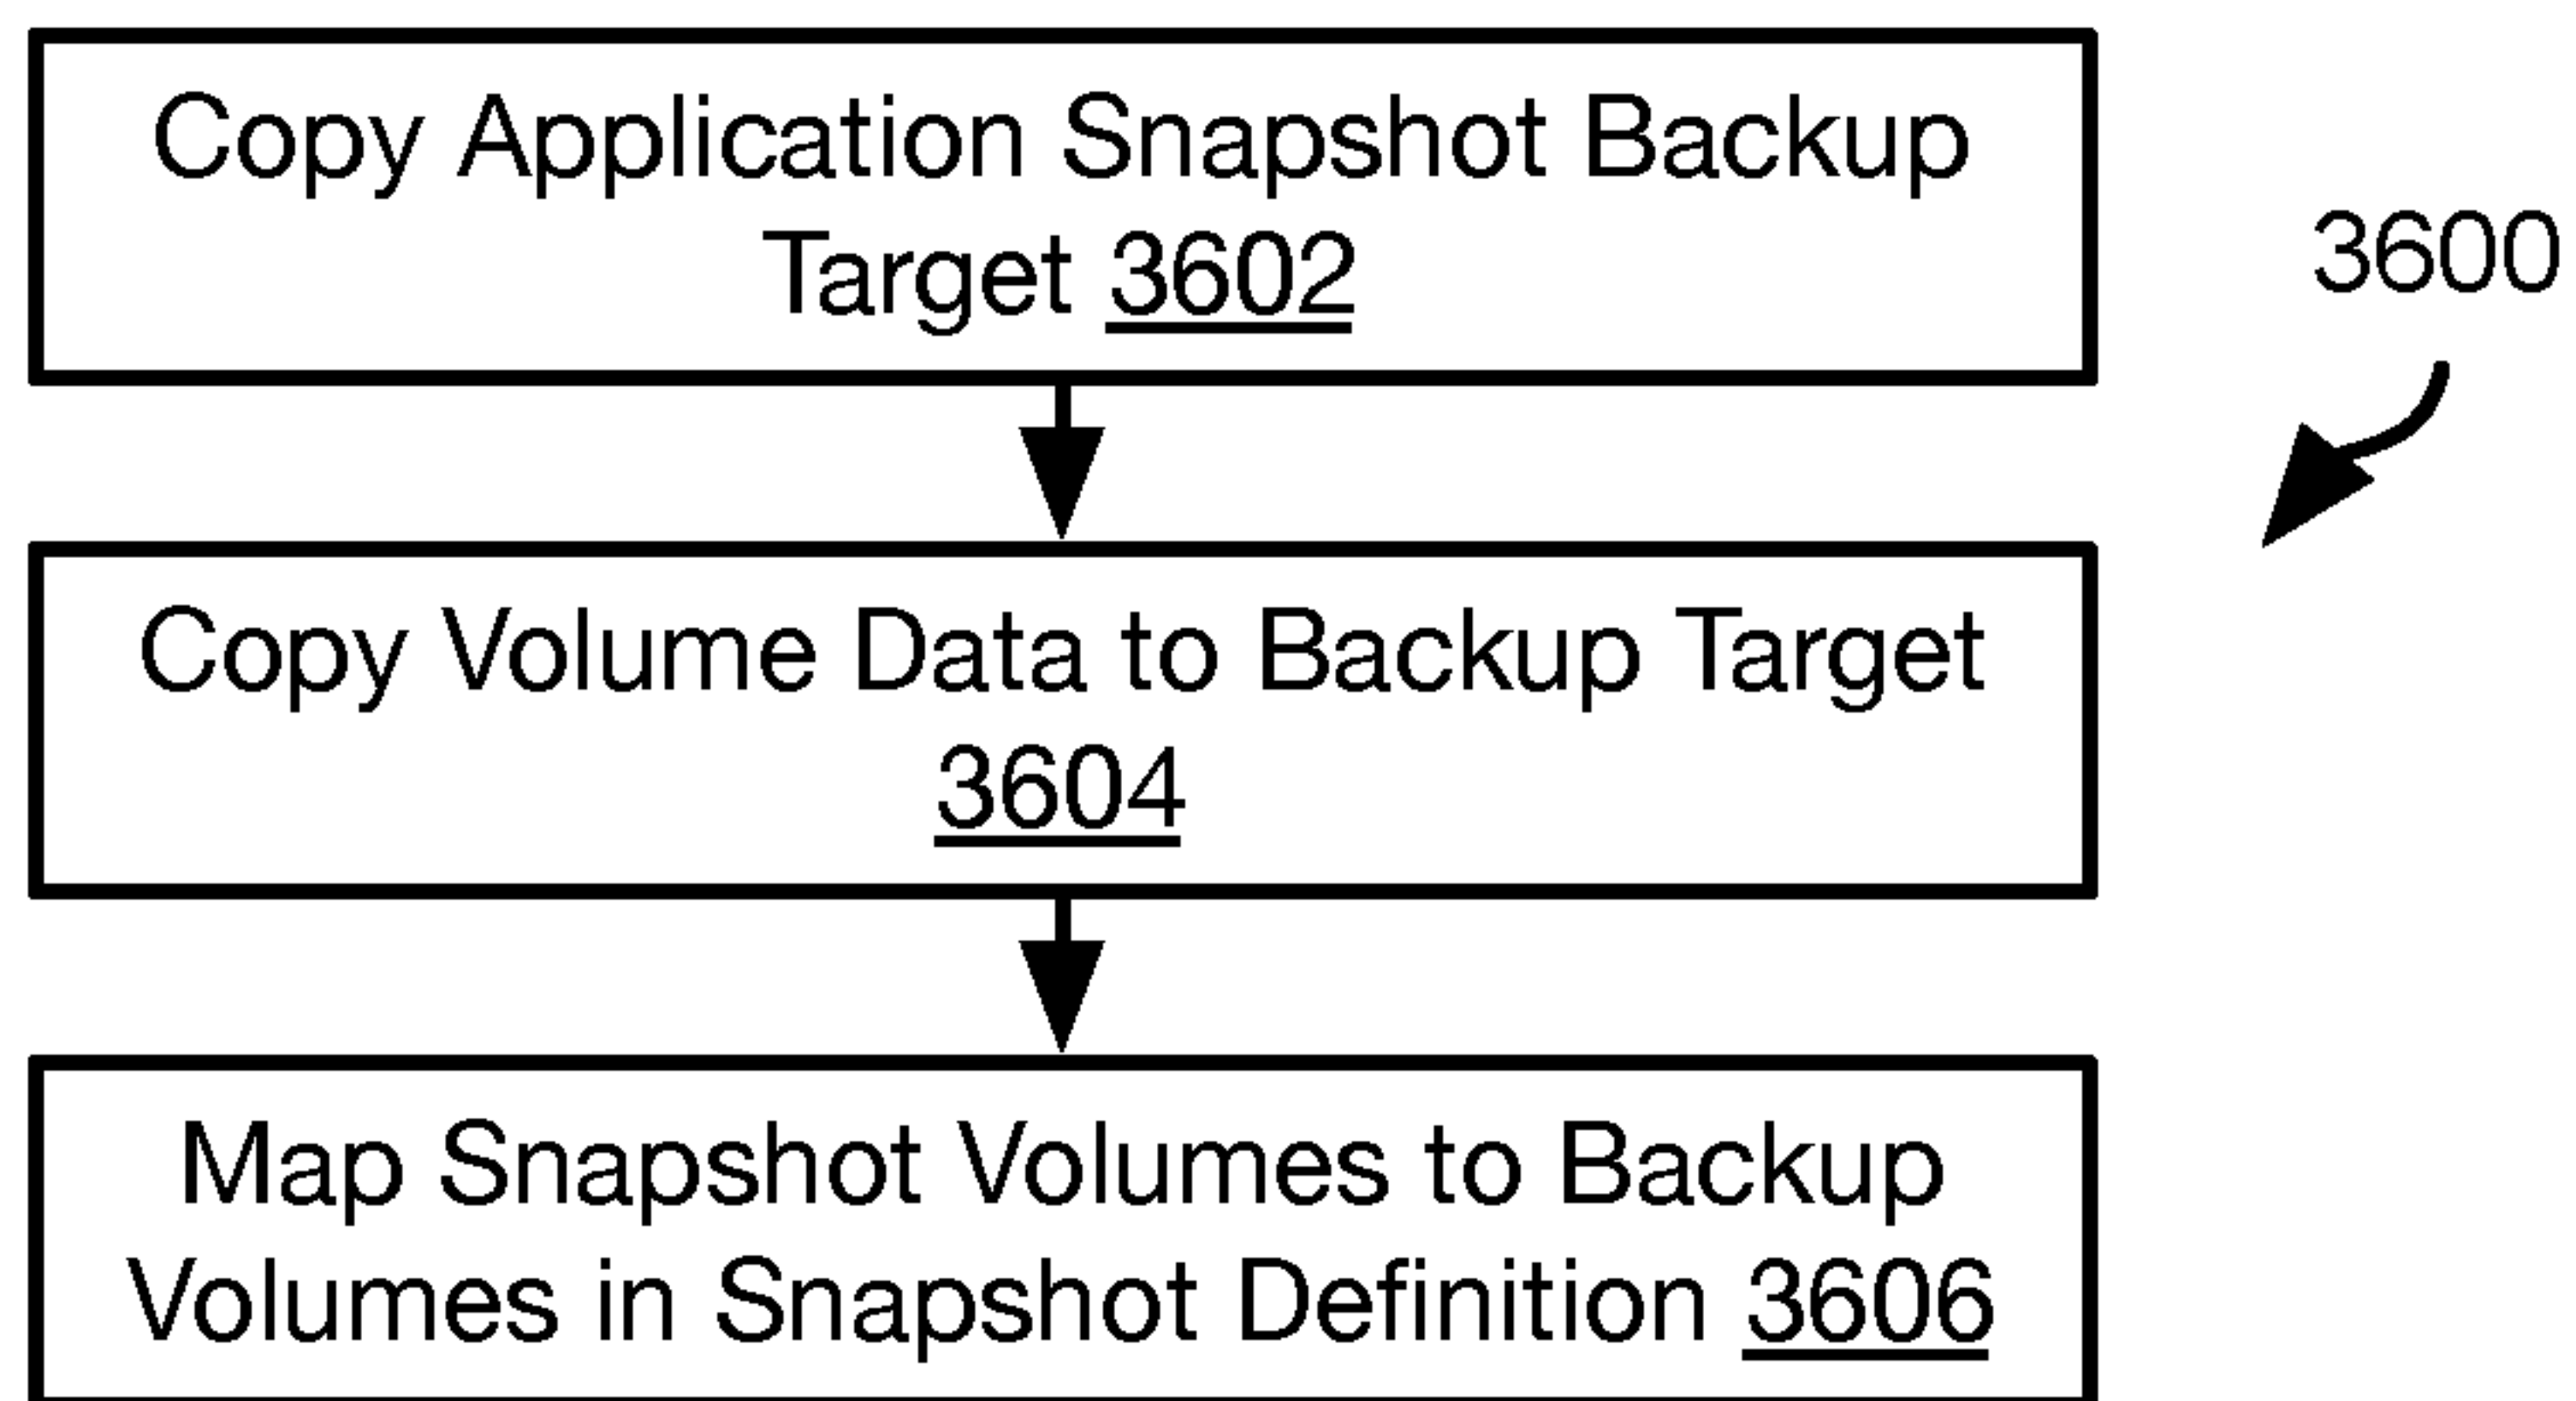 Copy Application Snapshot Backup
Target 3602
3600
Copy Volume Data to Backup Target
3604
Map Snapshot Volumes to Backup
Volumes in Snapshot Definition 3606